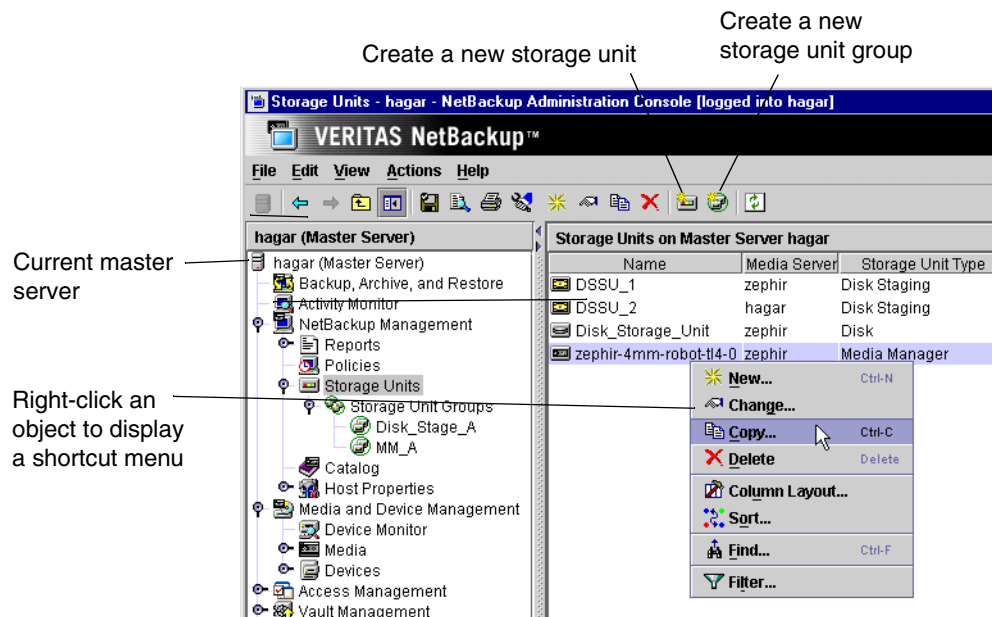 Create a new
storage unit group
Create a new storage unit
Storage Units - hagar - NetBackup Administration Console [logged into hagar]
VERITAS NetBackup™
File Edit View Actions Help
hagar (Master Server)
Storage Units on Master Server hagar
Current master
server
hagar (Master Server)
Backup, Archive, and Restore
Activity Monitor
NetBackup Management
Reports
Policies
Storage Units
Storage Unit Groups
Disk_Stage_A
MM_A
Catalog
Host Properties
Media and Device Management
Device Monitor
Media
Devices
Access Management
Vault Management
Name Media Server Storage Unit Type
DSSU_1 zephir Disk Staging
DSSU_2 hagar Disk Staging
Disk_Storage_Unit zephir Disk
zephir-4mm-robot-tl4-0 zephir Media Manager
Right-click an
object to display
a shortcut menu
New... Ctrl-N
Change...
Copy... Ctrl-C
Delete Delete
Column Layout...
Sort...
Find... Ctrl-F
Filter...